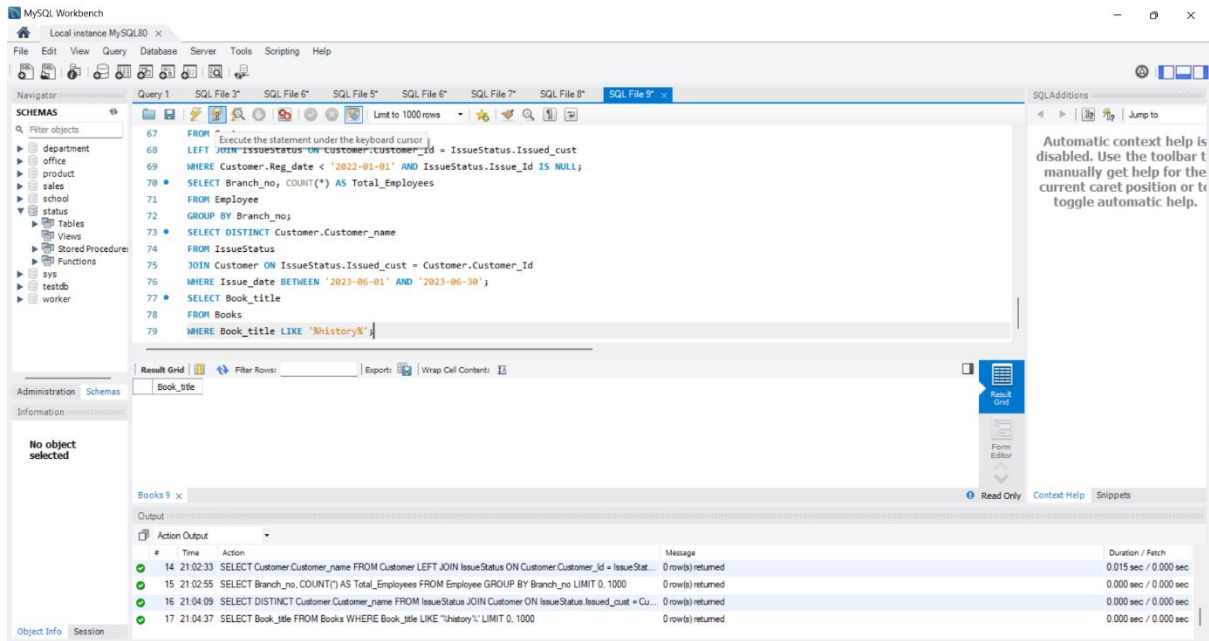 MySQL Workbench
Local instance MySQL80
File Edit View Query Database Server Tools Scripting Help
Navigator
SCHEMAS
Filter objects
department
office
product
sales
school
status
Tables
Views
Stored Procedures
Functions
sys
testdb
worker
Administration Schemas
Information
No object
selected
Object Info Session
Query 1 SQL File 3* SQL File 6* SQL File 5* SQL File 6* SQL File 7* SQL File 8* SQL File 9*
Limit to 1000 rows
Execute the statement under the keyboard cursor
67 FROM
68 LEFT JOIN IssueStatus ON Customer.Customer_Id = IssueStatus.Issued_cust
69 WHERE Customer.Reg_date < '2022-01-01' AND IssueStatus.Issue_Id IS NULL;
70 SELECT Branch_no, COUNT(*) AS Total_Employees
71 FROM Employee
72 GROUP BY Branch_no;
73 SELECT DISTINCT Customer.Customer_name
74 FROM IssueStatus
75 JOIN Customer ON IssueStatus.Issued_cust = Customer.Customer_Id
76 WHERE Issue_date BETWEEN '2023-06-01' AND '2023-06-30';
77 SELECT Book_title
78 FROM Books
79 WHERE Book_title LIKE '%history%';
Result Grid Filter Rows: Export: Wrap Cell Content:
Book_title
Result
Grid
Form
Editor
Books 9
Read Only
SQLAdditions
Jump to
Automatic context help is
disabled. Use the toolbar t
manually get help for the
current caret position or to
toggle automatic help.
Context Help Snippets
Output
Action Output
# Time Action Message Duration / Fetch
14 21:02:33 SELECT Customer.Customer_name FROM Customer LEFT JOIN IssueStatus ON Customer.Customer_Id = IssueStat... 0 row(s) returned 0.015 sec / 0.000 sec
15 21:02:55 SELECT Branch_no, COUNT(*) AS Total_Employees FROM Employee GROUP BY Branch_no LIMIT 0, 1000 0 row(s) returned 0.000 sec / 0.000 sec
16 21:04:09 SELECT DISTINCT Customer.Customer_name FROM IssueStatus JOIN Customer ON IssueStatus.Issued_cust = Cu... 0 row(s) returned 0.000 sec / 0.000 sec
17 21:04:37 SELECT Book_title FROM Books WHERE Book_title LIKE '%history%' LIMIT 0, 1000 0 row(s) returned 0.000 sec / 0.000 sec